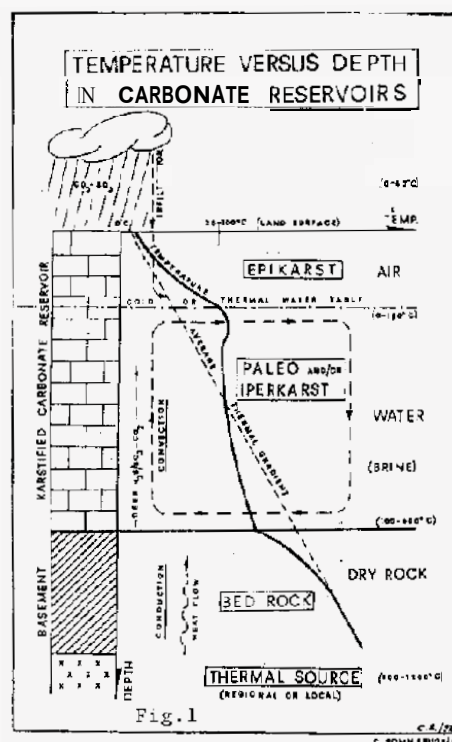 TEMPERATURE VERSUS DEPTH
IN CARBONATE RESERVOIRS
TEMP.
(LAND SURFACE)
TEMPERATURE
EPIKARST
AIR
COLD OR THERMAL WATER TABLE
KARSTIFIED CARBONATE RESERVOIR
AVERAGE THERMAL GRADIENT
PALEO AND/OR
IPERKARST
WATER
(BRINE)
CONVECTION
DEEP
DRY ROCK
BASEMENT
CONDUCTION
HEAT FLOW
BED ROCK
DEPTH
THERMAL SOURCE
(REGIONAL OR LOCAL)
Fig.1